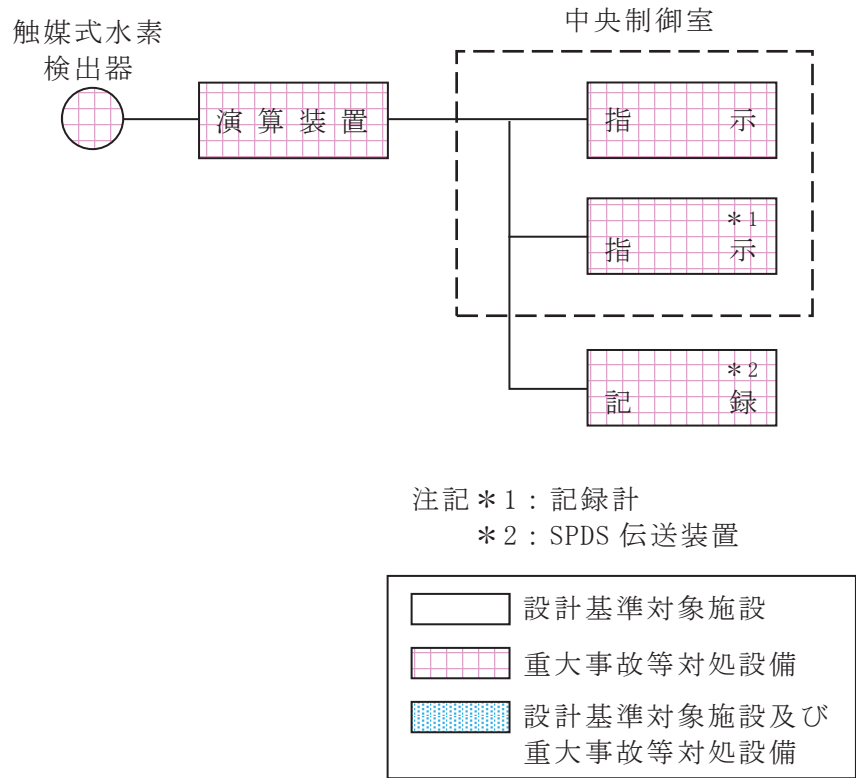 中央制御室
触媒式水素
検出器
演算装置
指示
＊1
指示
＊2
記録
注記＊1：記録計
＊2：SPDS 伝送装置
設計基準対象施設
重大事故等対処設備
設計基準対象施設及び
重大事故等対処設備